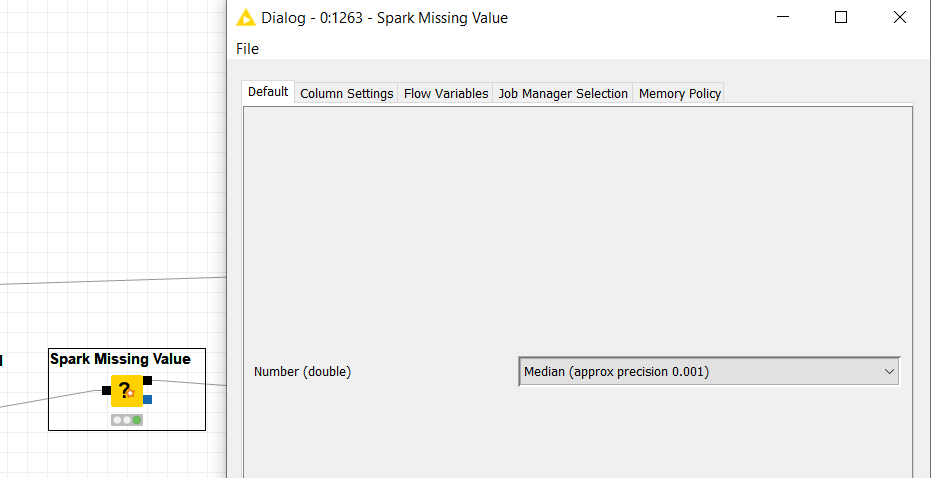 Dialog - 0:1263 - Spark Missing Value
File
Default Column Settings Flow Variables Job Manager Selection Memory Policy
Spark Missing Value
?
Number (double) Median (approx precision 0.001)